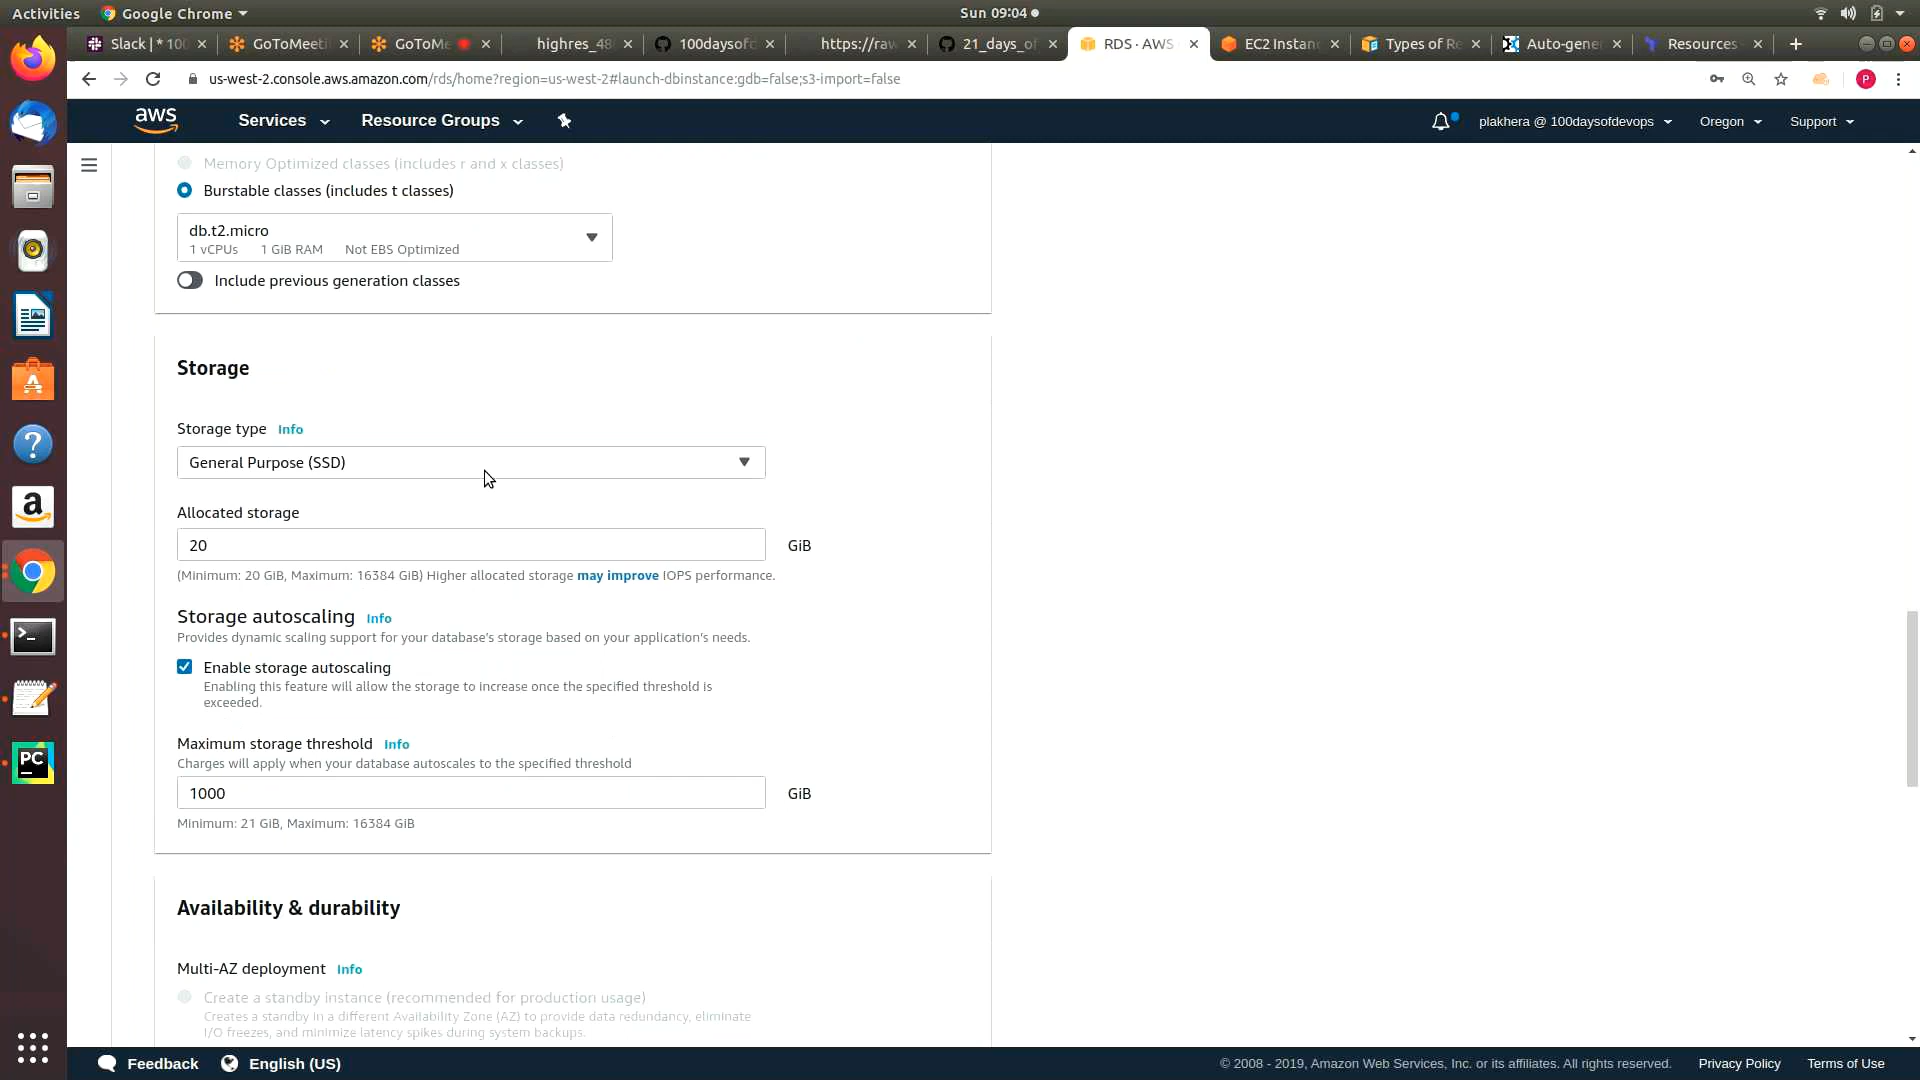 Activities
Google Chrome
Sun 09:04
Slack | * 100
GoToMeeti
GoToMe
highres_48
100daysofd
https://raw
21_days_of
RDS · AWS
EC2 Instanc
Types of Re
Auto-gene
Resources
us-west-2.console.aws.amazon.com/rds/home?region=us-west-2#launch-dbinstance:gdb=false;s3-import=false
P
aws
Services
Resource Groups
plakhera @ 100daysofdevops
Oregon
Support
Memory Optimized classes (includes r and x classes)
Burstable classes (includes t classes)
db.t2.micro
1 vCPUs 1 GiB RAM Not EBS Optimized
Include previous generation classes
Storage
Storage type Info
General Purpose (SSD)
Allocated storage
20
GiB
(Minimum: 20 GiB, Maximum: 16384 GiB) Higher allocated storage may improve IOPS performance.
Storage autoscaling Info
Provides dynamic scaling support for your database's storage based on your application's needs.
Enable storage autoscaling
Enabling this feature will allow the storage to increase once the specified threshold is
exceeded.
Maximum storage threshold Info
Charges will apply when your database autoscales to the specified threshold
1000
GiB
Minimum: 21 GiB, Maximum: 16384 GiB
Availability & durability
Multi-AZ deployment Info
Create a standby instance (recommended for production usage)
Creates a standby in a different Availability Zone (AZ) to provide data redundancy, eliminate
I/O freezes, and minimize latency spikes during system backups.
Feedback
English (US)
© 2008 - 2019, Amazon Web Services, Inc. or its affiliates. All rights reserved.
Privacy Policy
Terms of Use
A
?
a
>_
PC